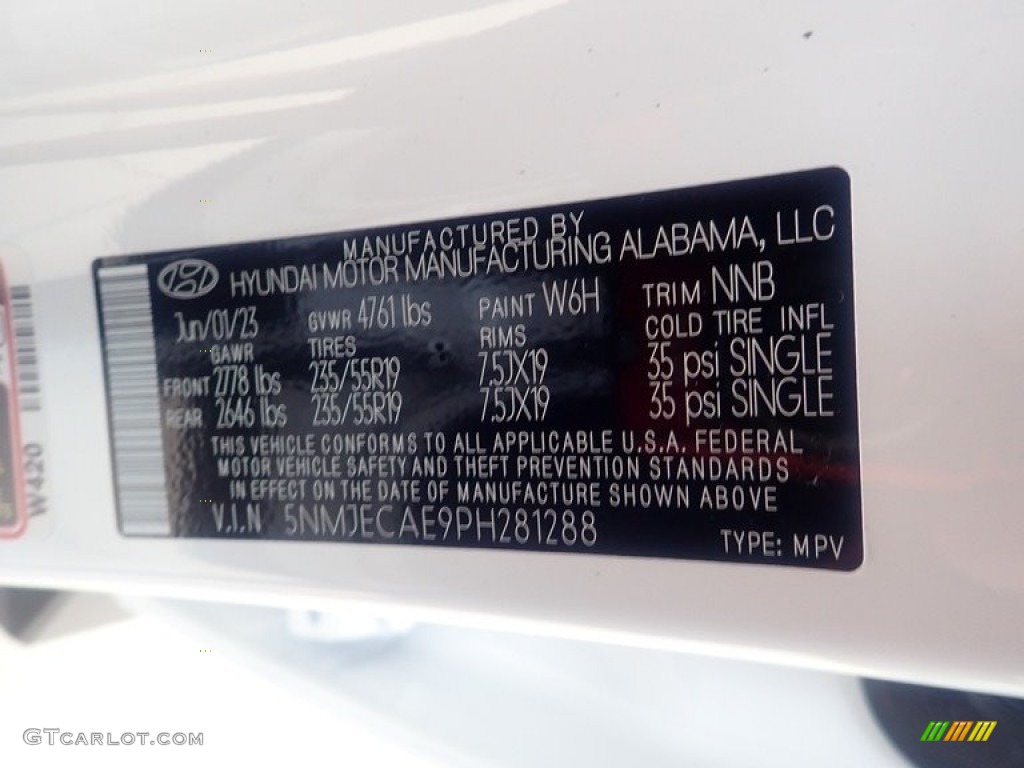 MANUFACTURED BY
HYUNDAI MOTOR MANUFACTURING ALABAMA, LLC
Jun/01/23 GVWR 4761 lbs PAINT W6H TRIM NNB
GAWR TIRES RIMS COLD TIRE INFL
FRONT 2778 lbs 235/55R19 7.5JX19 35 psi SINGLE
REAR 2646 lbs 235/55R19 7.5JX19 35 psi SINGLE
THIS VEHICLE CONFORMS TO ALL APPLICABLE U.S.A. FEDERAL
MOTOR VEHICLE SAFETY AND THEFT PREVENTION STANDARDS
IN EFFECT ON THE DATE OF MANUFACTURE SHOWN ABOVE
V.I.N 5NMJECAE9PH281288
TYPE: MPV
W420
GTCARLOT.COM